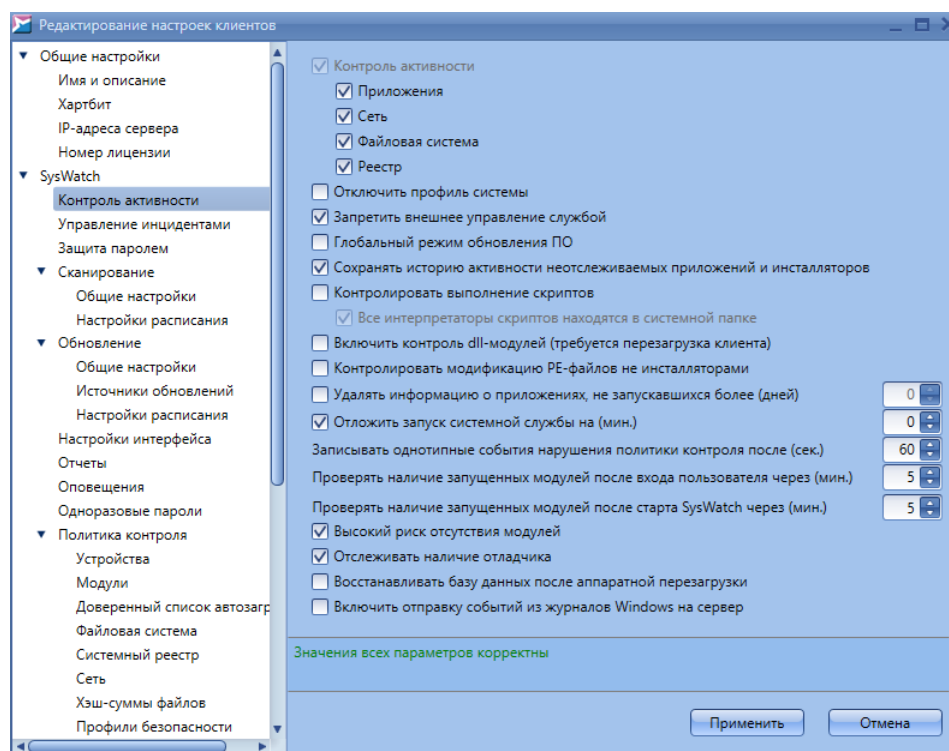 Редактирование настроек клиентов
Общие настройки
Имя и описание
Хартбит
IP-адреса сервера
Номер лицензии
SysWatch
Контроль активности
Управление инцидентами
Защита паролем
Сканирование
Общие настройки
Настройки расписания
Обновление
Общие настройки
Источники обновлений
Настройки расписания
Настройки интерфейса
Отчеты
Оповещения
Одноразовые пароли
Политика контроля
Устройства
Модули
Доверенный список автозагр
Файловая система
Системный реестр
Сеть
Хэш-суммы файлов
Профили безопасности
Контроль активности
Приложения
Сеть
Файловая система
Реестр
Отключить профиль системы
Запретить внешнее управление службой
Глобальный режим обновления ПО
Сохранять историю активности неотслеживаемых приложений и инсталляторов
Контролировать выполнение скриптов
Все интерпретаторы скриптов находятся в системной папке
Включить контроль dll-модулей (требуется перезагрузка клиента)
Контролировать модификацию PE-файлов не инсталляторами
Удалять информацию о приложениях, не запускавшихся более (дней) 0
Отложить запуск системной службы на (мин.) 0
Записывать однотипные события нарушения политики контроля после (сек.) 60
Проверять наличие запущенных модулей после входа пользователя через (мин.) 5
Проверять наличие запущенных модулей после старта SysWatch через (мин.) 5
Высокий риск отсутствия модулей
Отслеживать наличие отладчика
Восстанавливать базу данных после аппаратной перезагрузки
Включить отправку событий из журналов Windows на сервер
Значения всех параметров корректны
Применить
Отмена